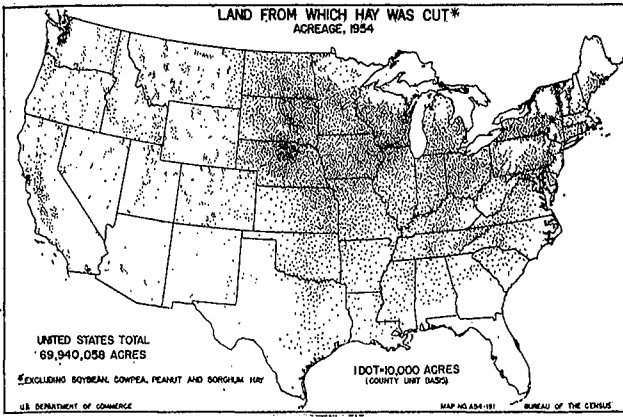 LAND FROM WHICH HAY WAS CUT*
ACREAGE, 1954
UNITED STATES TOTAL
69,940,058 ACRES
*EXCLUDING SOYBEAN, COWPEA, PEANUT AND SORGHUM HAY
1 DOT=10,000 ACRES
(COUNTY UNIT BASIS)
U.S. DEPARTMENT OF COMMERCE
MAP NO. A54-191
BUREAU OF THE CENSUS